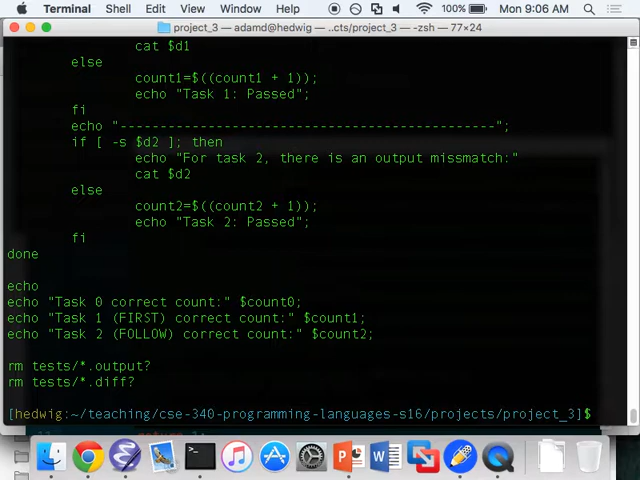 Terminal Shell Edit View Window Help 100% Mon 9:06 AM
project_3 — adamd@hedwig — ..cts/project_3 — -zsh — 77×24
cat $d1
else
count1=$((count1 + 1));
echo "Task 1: Passed";
fi
echo "-----------------------------------------------";
if [ -s $d2 ]; then
echo "For task 2, there is an output missmatch:"
cat $d2
else
count2=$((count2 + 1));
echo "Task 2: Passed";
fi
done
echo
echo "Task 0 correct count:" $count0;
echo "Task 1 (FIRST) correct count:" $count1;
echo "Task 2 (FOLLOW) correct count:" $count2;
rm tests/*.output?
rm tests/*.diff?
[hedwig:~/teaching/cse-340-programming-languages-s16/projects/project_3]$